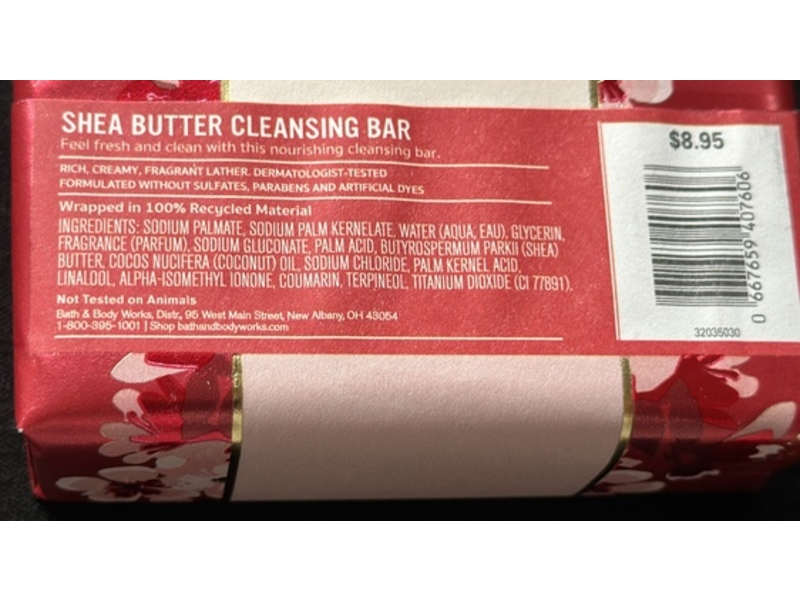 SHEA BUTTER CLEANSING BAR
Feel fresh and clean with this nourishing cleansing bar.
RICH, CREAMY, FRAGRANT LATHER. DERMATOLOGIST-TESTED
FORMULATED WITHOUT SULFATES, PARABENS AND ARTIFICIAL DYES
Wrapped in 100% Recycled Material
INGREDIENTS: SODIUM PALMATE, SODIUM PALM KERNELATE, WATER (AQUA, EAU), GLYCERIN,
FRAGRANCE (PARFUM), SODIUM GLUCONATE, PALM ACID, BUTYROSPERMUM PARKII (SHEA)
BUTTER, COCOS NUCIFERA (COCONUT) OIL, SODIUM CHLORIDE, PALM KERNEL ACID,
LINALOOL, ALPHA-ISOMETHYL IONONE, COUMARIN, TERPINEOL, TITANIUM DIOXIDE (CI 77891).
Not Tested on Animals
Bath & Body Works, Distr., 95 West Main Street, New Albany, OH 43054
1-800-395-1001 | Shop bathandbodyworks.com
$8.95
0 667659 407606
32035030